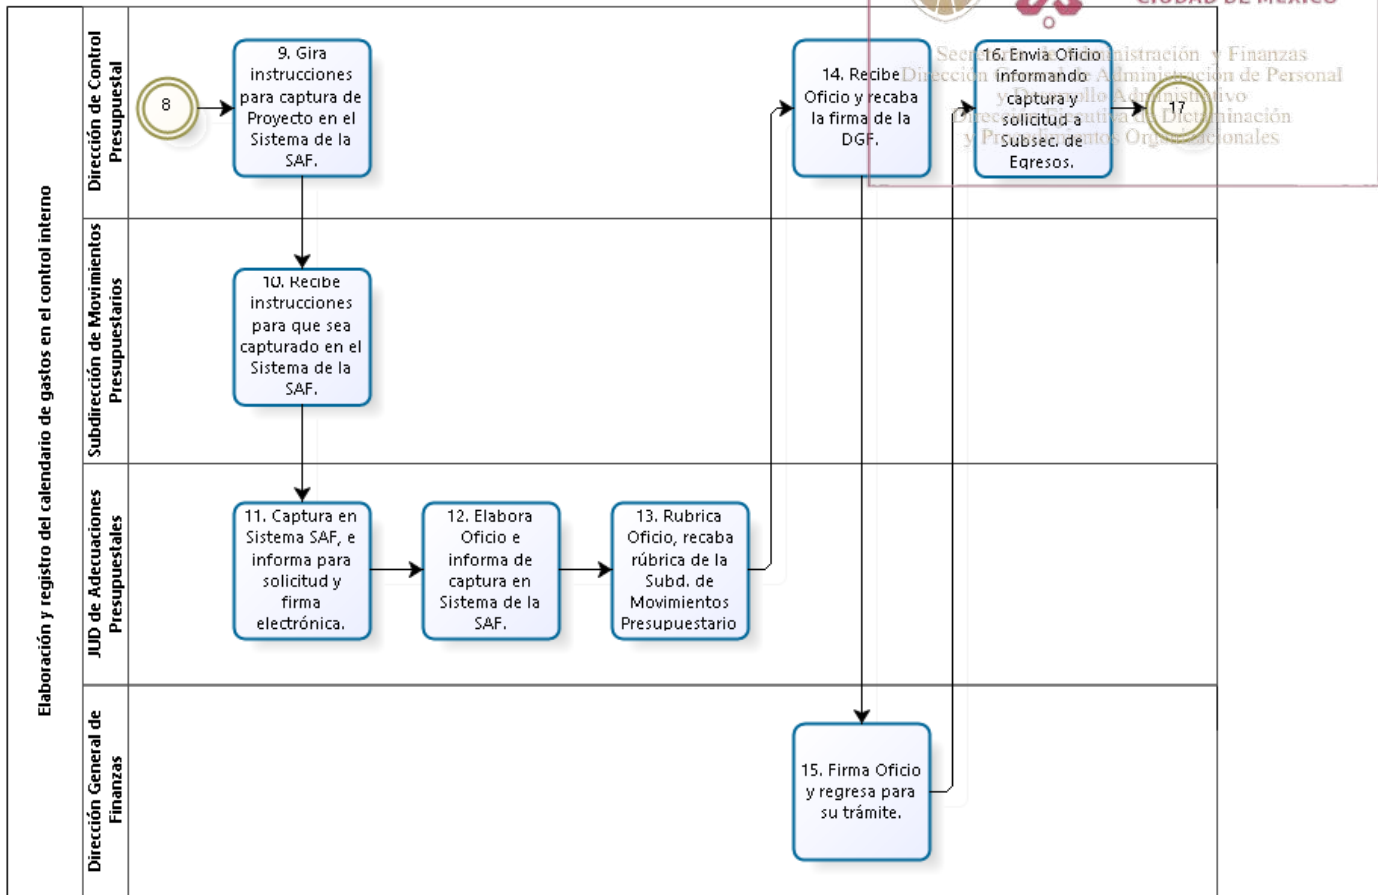 CIUDAD DE MÉXICO
Secretaría de Administración y Finanzas
Dirección General de Administración de Personal
y Desarrollo Administrativo
Dirección Ejecutiva de Dictaminación
y Procedimientos Organizacionales
Elaboración y registro del calendario de gastos en el control interno
Dirección de Control
Presupuestal
8
9. Gira
instrucciones
para captura de
Proyecto en el
Sistema de la
SAF.
14. Recibe
Oficio y recaba
la firma de la
DGF.
16. Envia Oficio
informando
captura y
solicitud a
Subsec. de
Egresos.
17
Subdirección de Movimientos
Presupuestarios
10. Recibe
instrucciones
para que sea
capturado en el
Sistema de la
SAF.
JUD de Adecuaciones
Presupuestales
11. Captura en
Sistema SAF, e
informa para
solicitud y
firma
electrónica.
12. Elabora
Oficio e
informa de
captura en
Sistema de la
SAF.
13. Rubrica
Oficio, recaba
rúbrica de la
Subd. de
Movimientos
Presupuestario
Dirección General de
Finanzas
15. Firma Oficio
y regresa para
su trámite.